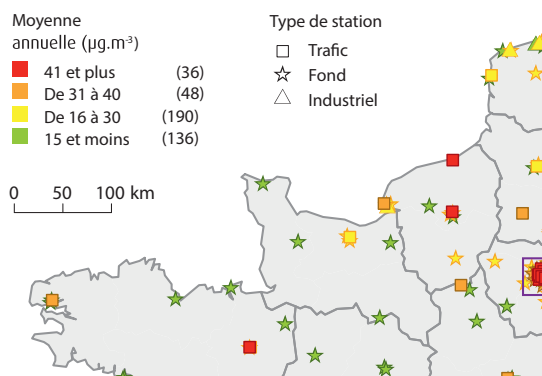 Moyenne
annuelle (µg.m-3)
41 et plus (36)
De 31 à 40 (48)
De 16 à 30 (190)
15 et moins (136)
Type de station
Trafic
Fond
Industriel
0 50 100 km